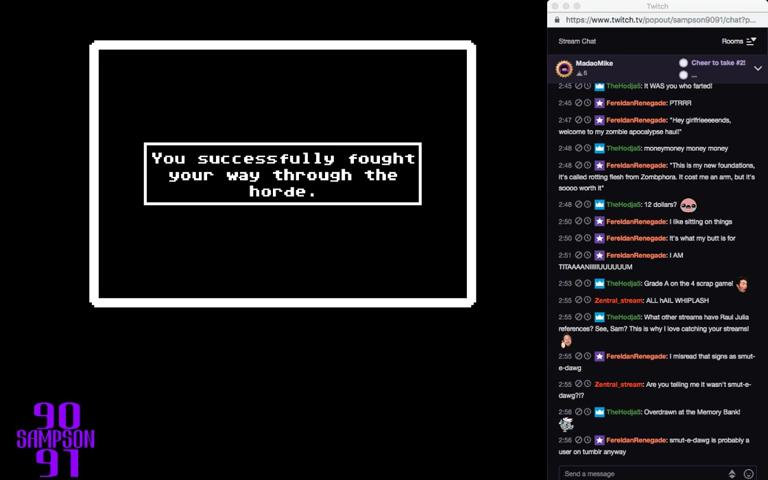 You successfully fought
your way through the
horde.
90
SAMPSON
91
Twitch
https://www.twitch.tv/popout/sampson9091/chat?p...
Stream Chat
Rooms
MadaoMike
5
Cheer to take #2!
...
2:45 TheHodjaS: It WAS you who farted!
2:45 FereldanRenegade: PTRRR
2:47 FereldanRenegade: "Hey girlfrieeeeends,
welcome to my zombie apocalypse haul!"
2:48 TheHodjaS: moneymoney money money
2:48 FereldanRenegade: "This is my new foundations,
it's called rotting flesh from Zombphora. It cost me an arm, but it's
soooo worth it"
2:48 TheHodjaS: 12 dollars?
2:50 FereldanRenegade: I like sitting on things
2:50 FereldanRenegade: It's what my butt is for
2:51 FereldanRenegade: I AM
TITAAAANIIIIUUUUUUM
2:53 TheHodjaS: Grade A on the 4 scrap game!
2:55 Zentral_stream: ALL hAIL WHIPLASH
2:55 TheHodjaS: What other streams have Raul Julia
references? See, Sam? This is why I love catching your streams!
2:55 FereldanRenegade: I misread that signs as smut-
e-dawg
2:55 Zentral_stream: Are you telling me it wasn't smut-e-
dawg?!?
2:56 TheHodjaS: Overdrawn at the Memory Bank!
2:56 FereldanRenegade: smut-e-dawg is probably a
user on tumblr anyway
Send a message